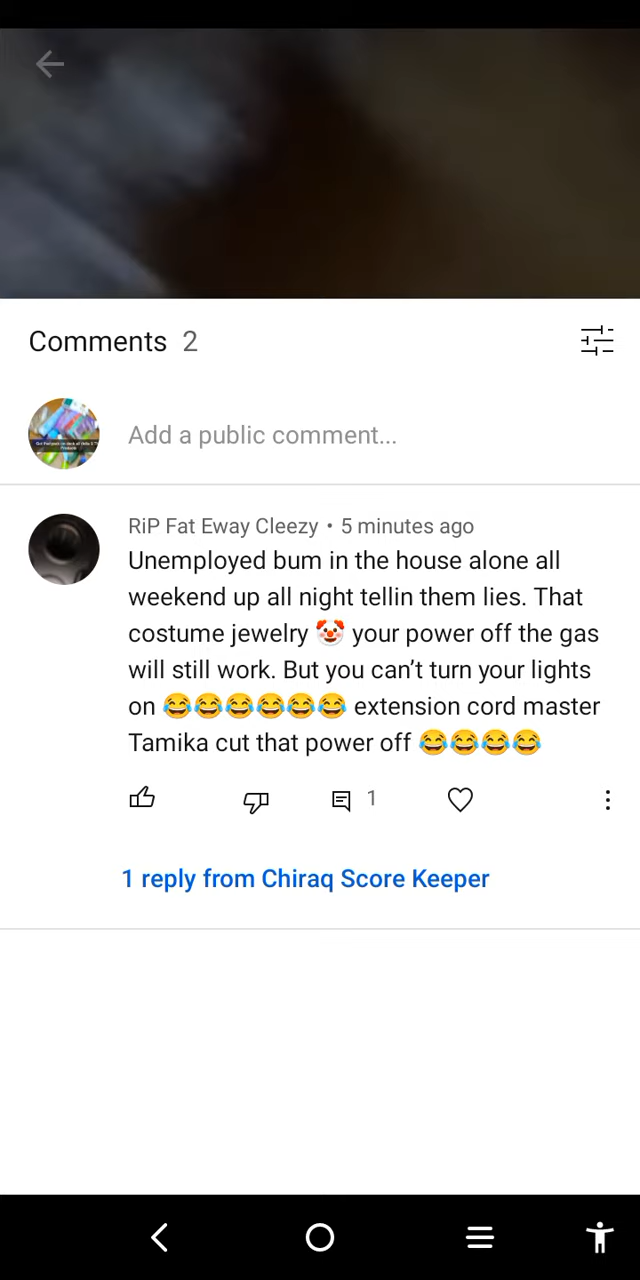 Comments 2
Add a public comment...
RiP Fat Eway Cleezy • 5 minutes ago
Unemployed bum in the house alone all
weekend up all night tellin them lies. That
costume jewelry 🤡 your power off the gas
will still work. But you can’t turn your lights
on 😂😂😂😂😂😂 extension cord master
Tamika cut that power off 😂😂😂😂
1
1 reply from Chiraq Score Keeper